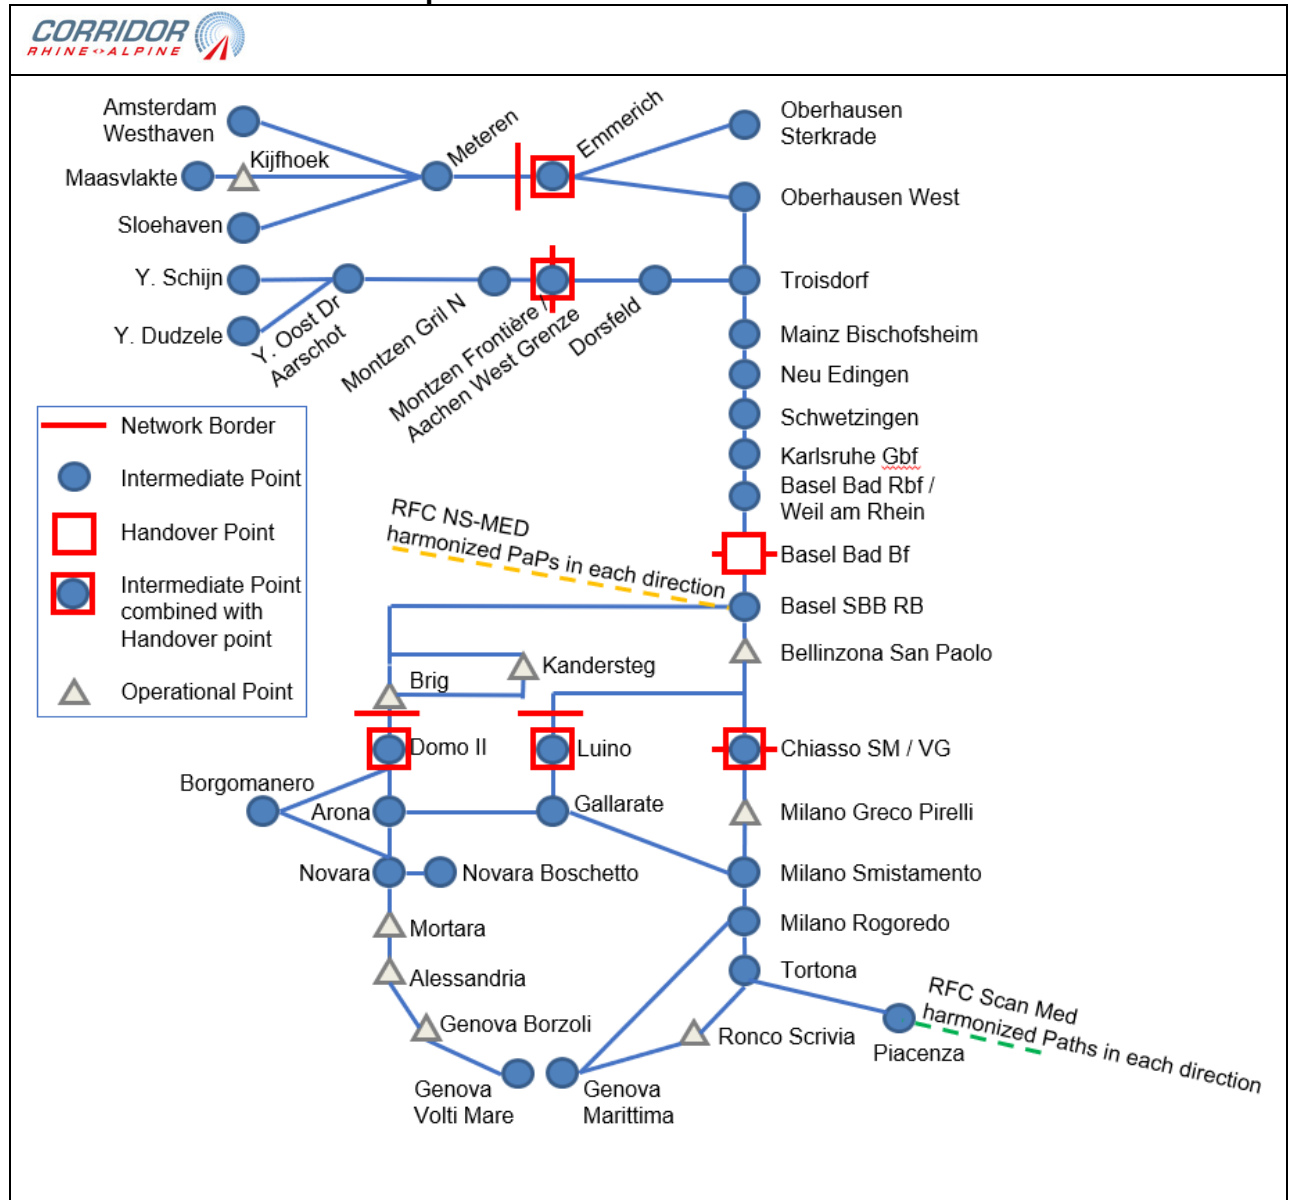 CORRIDOR
RHINE<>ALPINE
Amsterdam
Westhaven
Kijfhoek
Maasvlakte
Sloehaven
Meteren
Emmerich
Oberhausen
Sterkrade
Oberhausen West
Y. Schijn
Y. Dudzele
Y. Oost Dr
Aarschot
Montzen Gril N
Montzen Frontière /
Aachen West Grenze
Dorsfeld
Troisdorf
Mainz Bischofsheim
Neu Edingen
Schwetzingen
Karlsruhe Gbf
Basel Bad Rbf /
Weil am Rhein
Basel Bad Bf
Basel SBB RB
Bellinzona San Paolo
Network Border
Intermediate Point
Handover Point
Intermediate Point
combined with
Handover point
Operational Point
RFC NS-MED
harmonized PaPs in each direction
Kandersteg
Brig
Domo II
Luino
Chiasso SM / VG
Borgomanero
Arona
Gallarate
Milano Greco Pirelli
Novara
Novara Boschetto
Milano Smistamento
Mortara
Milano Rogoredo
Alessandria
Tortona
Genova Borzoli
Ronco Scrivia
Piacenza
RFC Scan Med
harmonized Paths in each direction
Genova
Volti Mare
Genova
Marittima